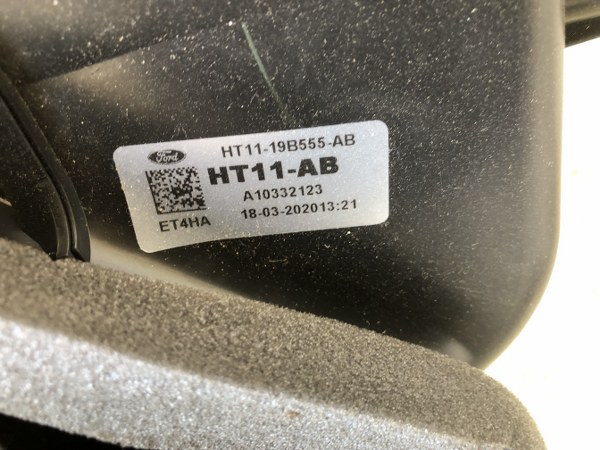 Ford
HT11-19B555-AB
HT11-AB
A10332123
ET4HA
18-03-202013:21